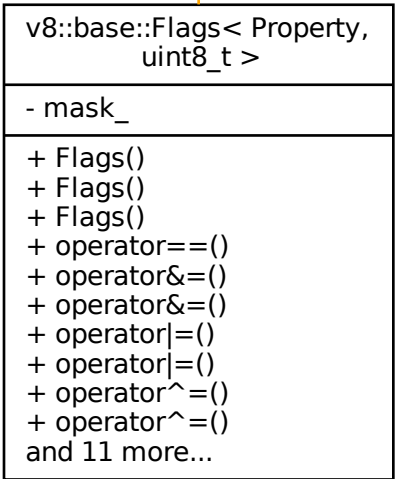 v8::base::Flags< Property,
uint8_t >
- mask_
+ Flags()
+ Flags()
+ Flags()
+ operator==()
+ operator&=()
+ operator&=()
+ operator|=()
+ operator|=()
+ operator^=()
+ operator^=()
and 11 more...